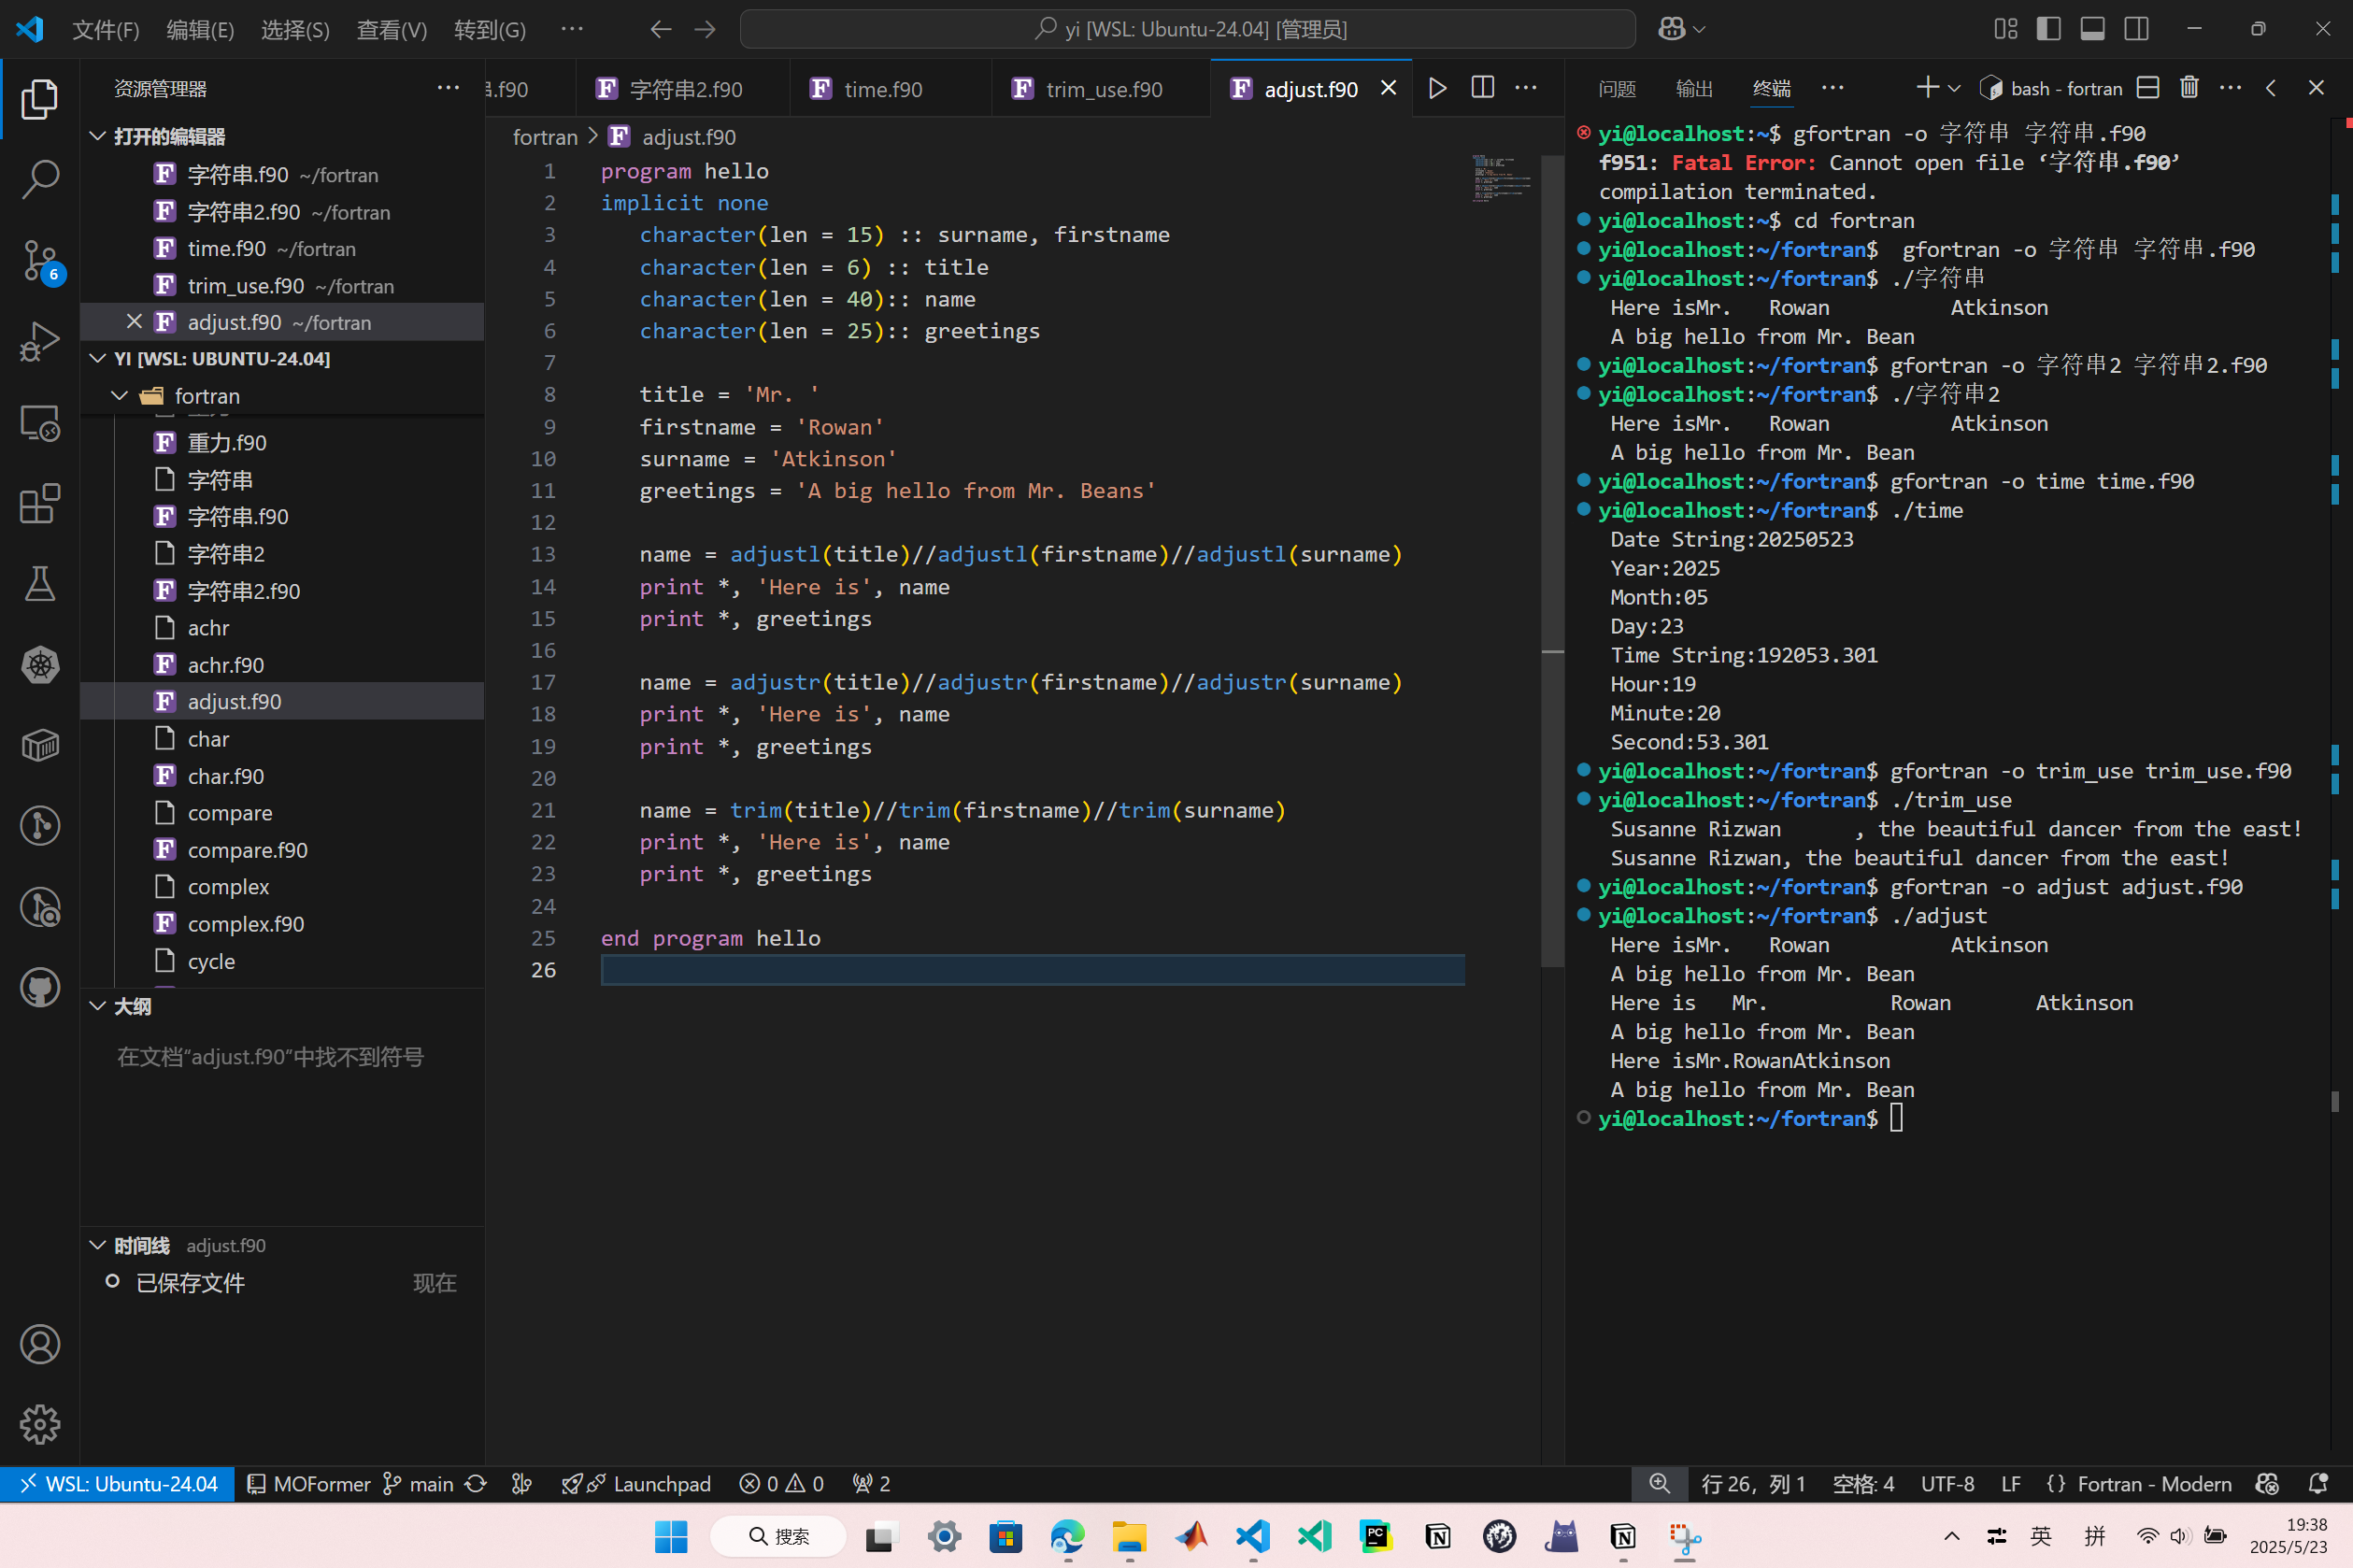 文件(F) 编辑(E) 选择(S) 查看(V) 转到(G) ··· yi [WSL: Ubuntu-24.04] [管理员]
资源管理器 ···
打开的编辑器
字符串.f90 ~/fortran
字符串2.f90 ~/fortran
time.f90 ~/fortran
trim_use.f90 ~/fortran
adjust.f90 ~/fortran
YI [WSL: UBUNTU-24.04]
fortran
重力.f90
字符串
字符串.f90
字符串2
字符串2.f90
achr
achr.f90
adjust.f90
char
char.f90
compare
compare.f90
complex
complex.f90
cycle
大纲
在文档“adjust.f90”中找不到符号
时间线 adjust.f90
已保存文件 现在
6
.f90 字符串2.f90 time.f90 trim_use.f90 adjust.f90 ···
fortran > adjust.f90
1 program hello
2 implicit none
3 character(len = 15) :: surname, firstname
4 character(len = 6) :: title
5 character(len = 40):: name
6 character(len = 25):: greetings
7
8 title = 'Mr. '
9 firstname = 'Rowan'
10 surname = 'Atkinson'
11 greetings = 'A big hello from Mr. Beans'
12
13 name = adjustl(title)//adjustl(firstname)//adjustl(surname)
14 print *, 'Here is', name
15 print *, greetings
16
17 name = adjustr(title)//adjustr(firstname)//adjustr(surname)
18 print *, 'Here is', name
19 print *, greetings
20
21 name = trim(title)//trim(firstname)//trim(surname)
22 print *, 'Here is', name
23 print *, greetings
24
25 end program hello
26
问题 输出 终端 ··· bash - fortran ···
yi@localhost:~$ gfortran -o 字符串 字符串.f90
f951: Fatal Error: Cannot open file ‘字符串.f90’
compilation terminated.
yi@localhost:~$ cd fortran
yi@localhost:~/fortran$  gfortran -o 字符串 字符串.f90
yi@localhost:~/fortran$ ./字符串
Here isMr.   Rowan          Atkinson
A big hello from Mr. Bean
yi@localhost:~/fortran$ gfortran -o 字符串2 字符串2.f90
yi@localhost:~/fortran$ ./字符串2
Here isMr.   Rowan          Atkinson
A big hello from Mr. Bean
yi@localhost:~/fortran$ gfortran -o time time.f90
yi@localhost:~/fortran$ ./time
Date String:20250523
Year:2025
Month:05
Day:23
Time String:192053.301
Hour:19
Minute:20
Second:53.301
yi@localhost:~/fortran$ gfortran -o trim_use trim_use.f90
yi@localhost:~/fortran$ ./trim_use
Susanne Rizwan      , the beautiful dancer from the east!
Susanne Rizwan, the beautiful dancer from the east!
yi@localhost:~/fortran$ gfortran -o adjust adjust.f90
yi@localhost:~/fortran$ ./adjust
Here isMr.   Rowan          Atkinson
A big hello from Mr. Bean
Here is   Mr.          Rowan       Atkinson
A big hello from Mr. Bean
Here isMr.RowanAtkinson
A big hello from Mr. Bean
yi@localhost:~/fortran$
WSL: Ubuntu-24.04 MOFormer main Launchpad 0 0 2 行 26，列 1 空格: 4 UTF-8 LF {} Fortran - Modern
搜索 PC 英 拼 19:38
2025/5/23